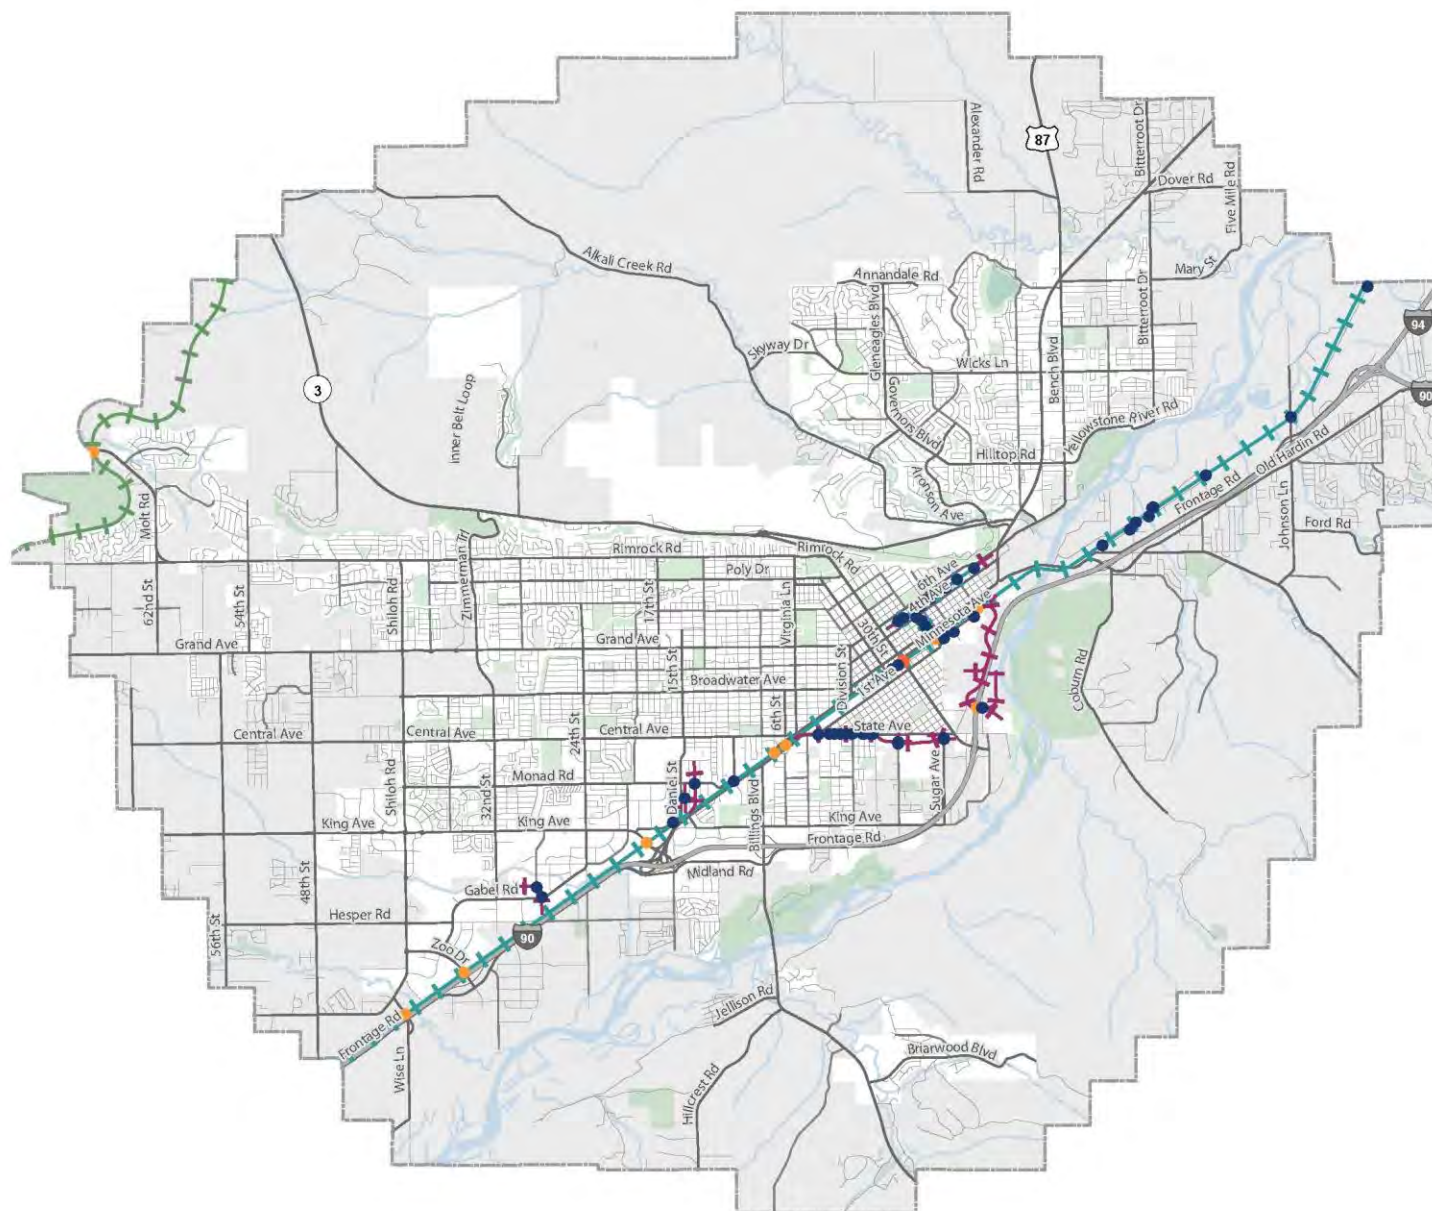 Alexander Rd
87
Bitterroot Dr
Dover Rd
Five Mile Rd
Alkali Creek Rd
Annandale Rd
Mary St
Bitterroot Dr
Gleneagles Blvd
94
Skyway Dr
Wicks Ln
Bench Blvd
3
Inner Belt Loop
Governors Blvd
Yellowstone River Rd
90
Hilltop Rd
Old Hardin Rd
Aronson Ave
Frontage Rd
Molt Rd
Johnson Ln
Ford Rd
Rimrock Rd
Rimrock Rd
Zimmerman Trl
Poly Dr
6th Ave
4th Ave
62nd St
54th St
Shiloh Rd
17th St
Virginia Ln
Minnesota Ave
30th St
Grand Ave
Grand Ave
15th St
Broadwater Ave
Division St
1st Ave
Coburn Rd
6th St
State Ave
Central Ave
Central Ave
24th St
Central Ave
Shiloh Rd
32nd St
Monad Rd
Daniel St
Billings Blvd
Sugar Ave
King Ave
King Ave
King Ave
Frontage Rd
48th St
Gabel Rd
Midland Rd
56th St
Hesper Rd
90
Zoo Dr
Frontage Rd
Jellison Rd
Wise Ln
Briarwood Blvd
Hillcrest Rd